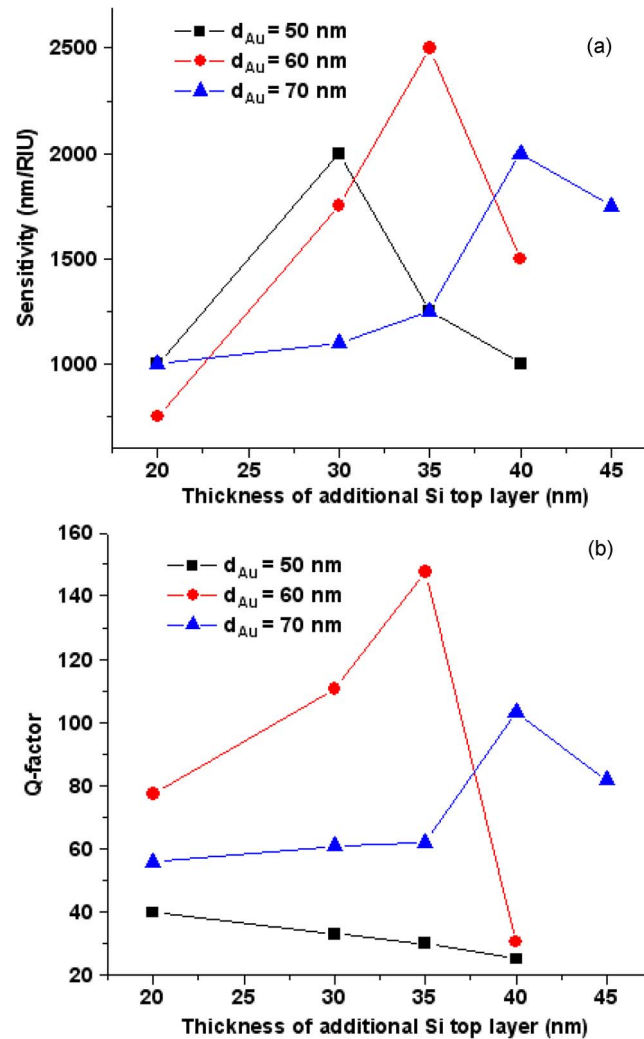 (a)
d_Au = 50 nm
d_Au = 60 nm
d_Au = 70 nm
Sensitivity (nm/RIU)
2500
2000
1500
1000
20 25 30 35 40 45
Thickness of additional Si top layer (nm)
(b)
d_Au = 50 nm
d_Au = 60 nm
d_Au = 70 nm
Q-factor
160
140
120
100
80
60
40
20
20 25 30 35 40 45
Thickness of additional Si top layer (nm)